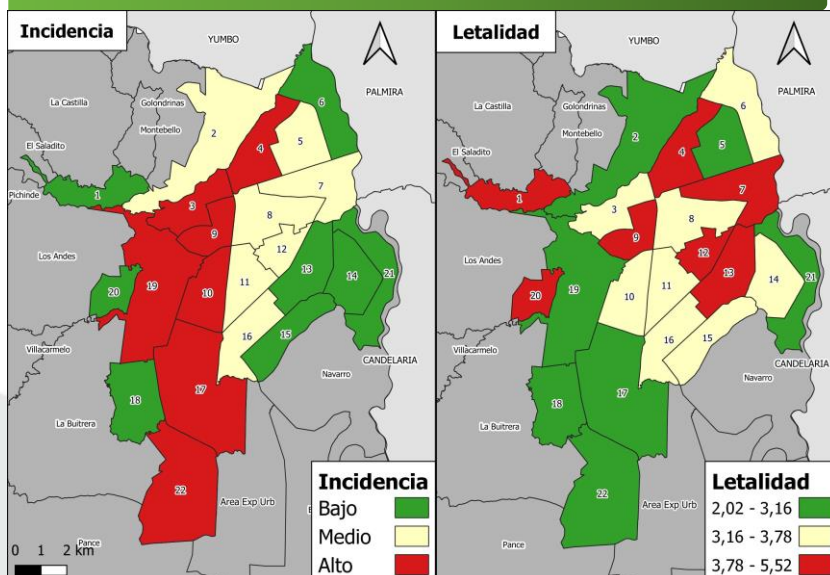 Incidencia
YUMBO
PALMIRA
La Castilla
Golondrinas
Montebello
El Saladito
Pichinde
Los Andes
Villacarmelo
La Buitrera
Pance
Navarro
CANDELARIA
Area Exp Urb
1
2
3
4
5
6
7
8
9
10
11
12
13
14
15
16
17
18
19
20
21
22
0 1 2 km
Incidencia
Bajo
Medio
Alto
Letalidad
YUMBO
PALMIRA
La Castilla
Golondrinas
Montebello
El Saladito
Pichinde
Los Andes
Villacarmelo
La Buitrera
Pance
Navarro
CANDELARIA
Area Exp Urb
1
2
3
4
5
6
7
8
9
10
11
12
13
14
15
16
17
18
19
20
21
22
Letalidad
2,02 - 3,16
3,16 - 3,78
3,78 - 5,52